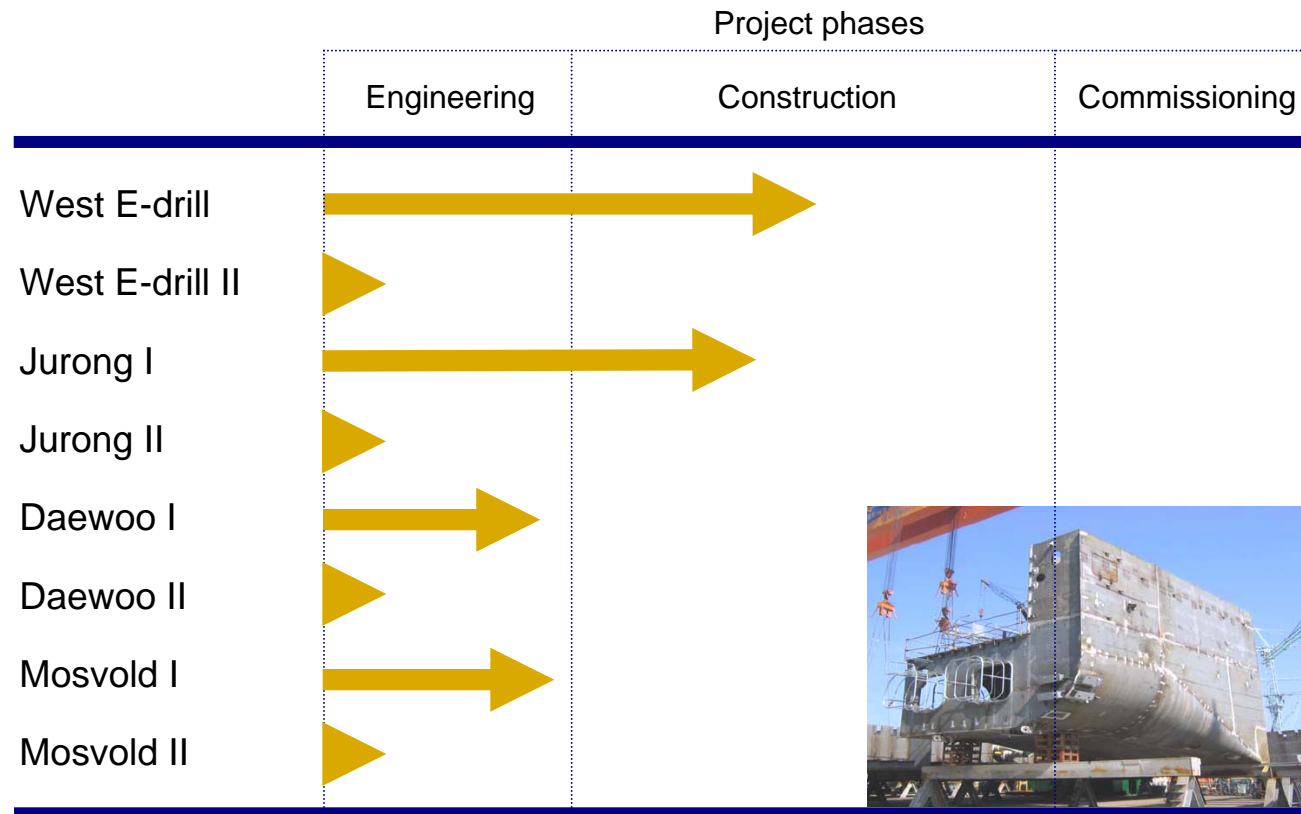 Project phases
Engineering Construction Commissioning
West E-drill
West E-drill II
Jurong I
Jurong II
Daewoo I
Daewoo II
Mosvold I
Mosvold II